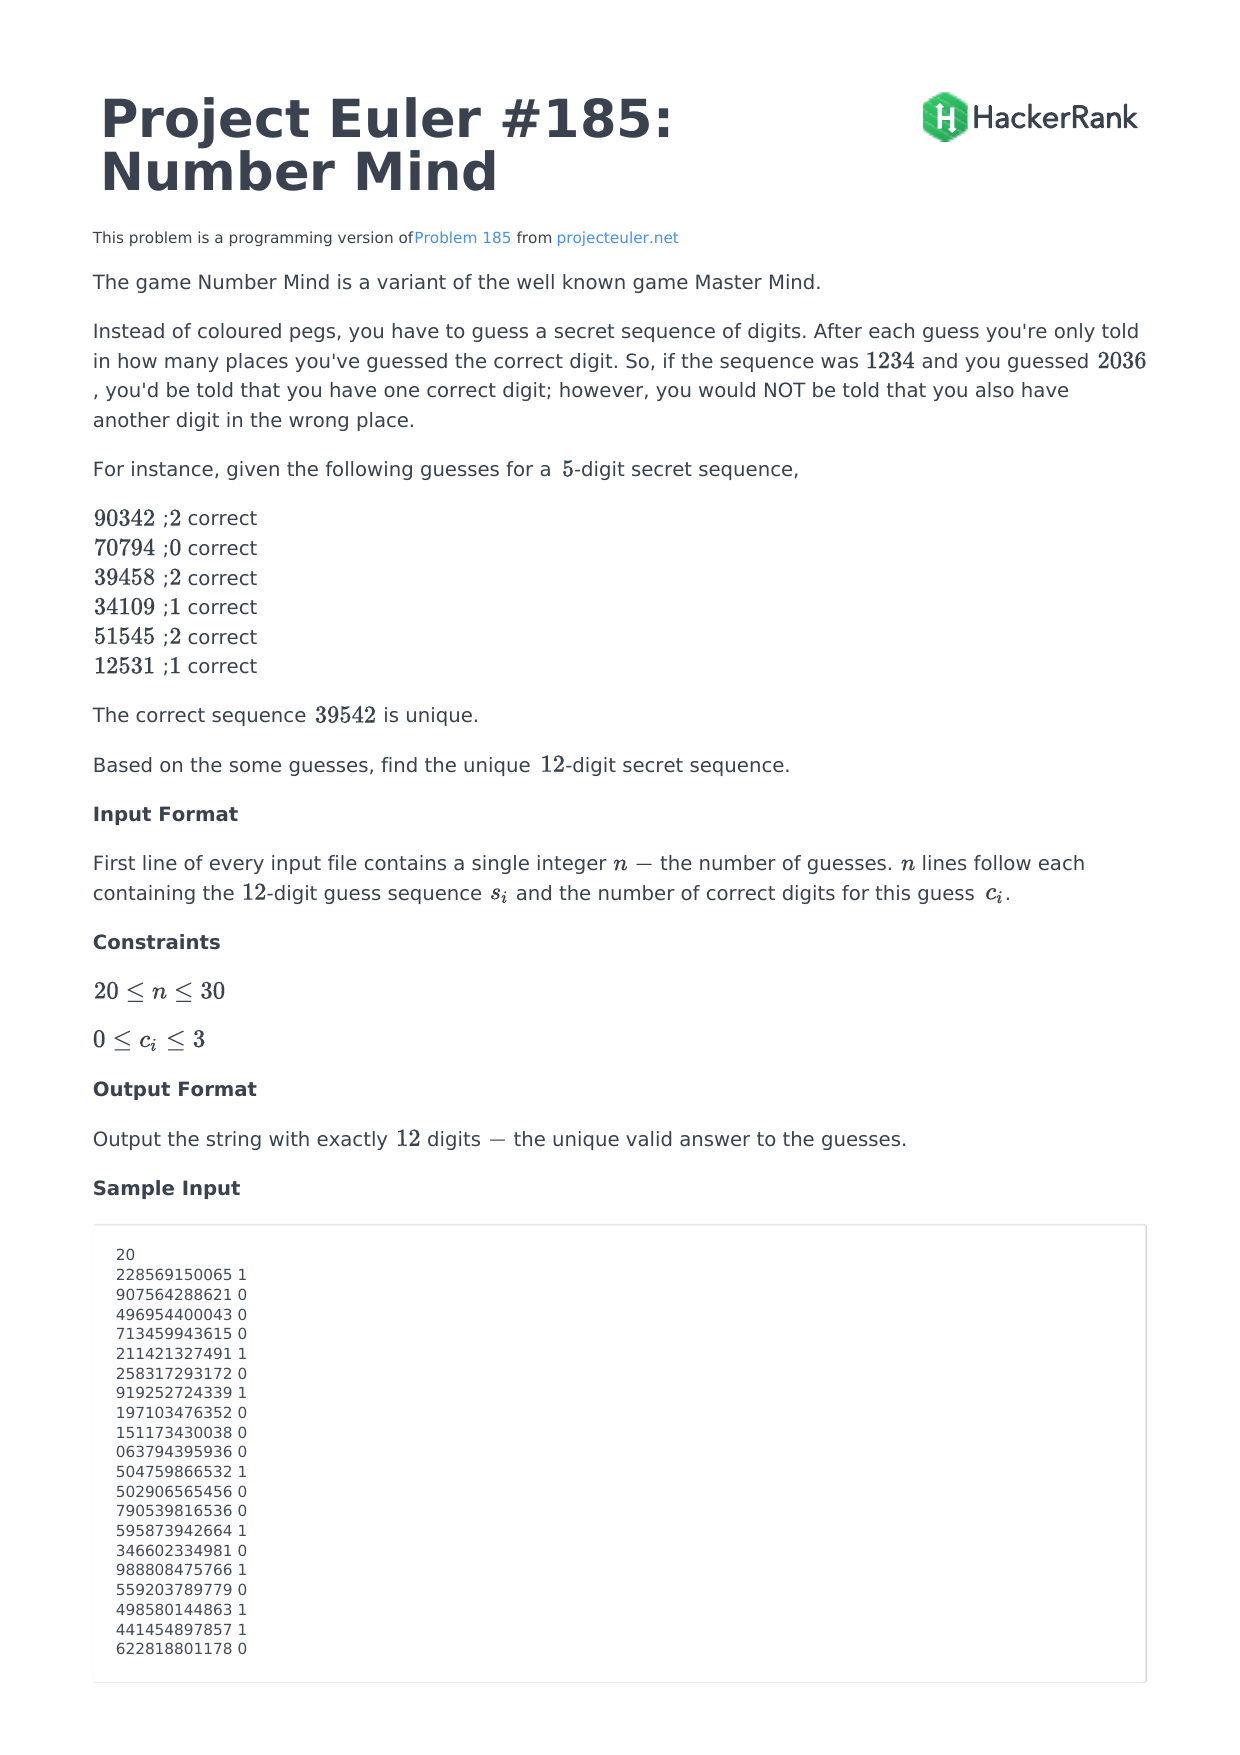 Project Euler #185:
Number Mind
HackerRank
This problem is a programming version ofProblem 185 from projecteuler.net
The game Number Mind is a variant of the well known game Master Mind.
Instead of coloured pegs, you have to guess a secret sequence of digits. After each guess you're only told
in how many places you've guessed the correct digit. So, if the sequence was 1234 and you guessed 2036
, you'd be told that you have one correct digit; however, you would NOT be told that you also have
another digit in the wrong place.
For instance, given the following guesses for a 5-digit secret sequence,
90342 ;2 correct
70794 ;0 correct
39458 ;2 correct
34109 ;1 correct
51545 ;2 correct
12531 ;1 correct
The correct sequence 39542 is unique.
Based on the some guesses, find the unique 12-digit secret sequence.
Input Format
First line of every input file contains a single integer n — the number of guesses. n lines follow each
containing the 12-digit guess sequence s_i and the number of correct digits for this guess c_i.
Constraints
20 ≤ n ≤ 30
0 ≤ c_i ≤ 3
Output Format
Output the string with exactly 12 digits — the unique valid answer to the guesses.
Sample Input
20
228569150065 1
907564288621 0
496954400043 0
713459943615 0
211421327491 1
258317293172 0
919252724339 1
197103476352 0
151173430038 0
063794395936 0
504759866532 1
502906565456 0
790539816536 0
595873942664 1
346602334981 0
988808475766 1
559203789779 0
498580144863 1
441454897857 1
622818801178 0